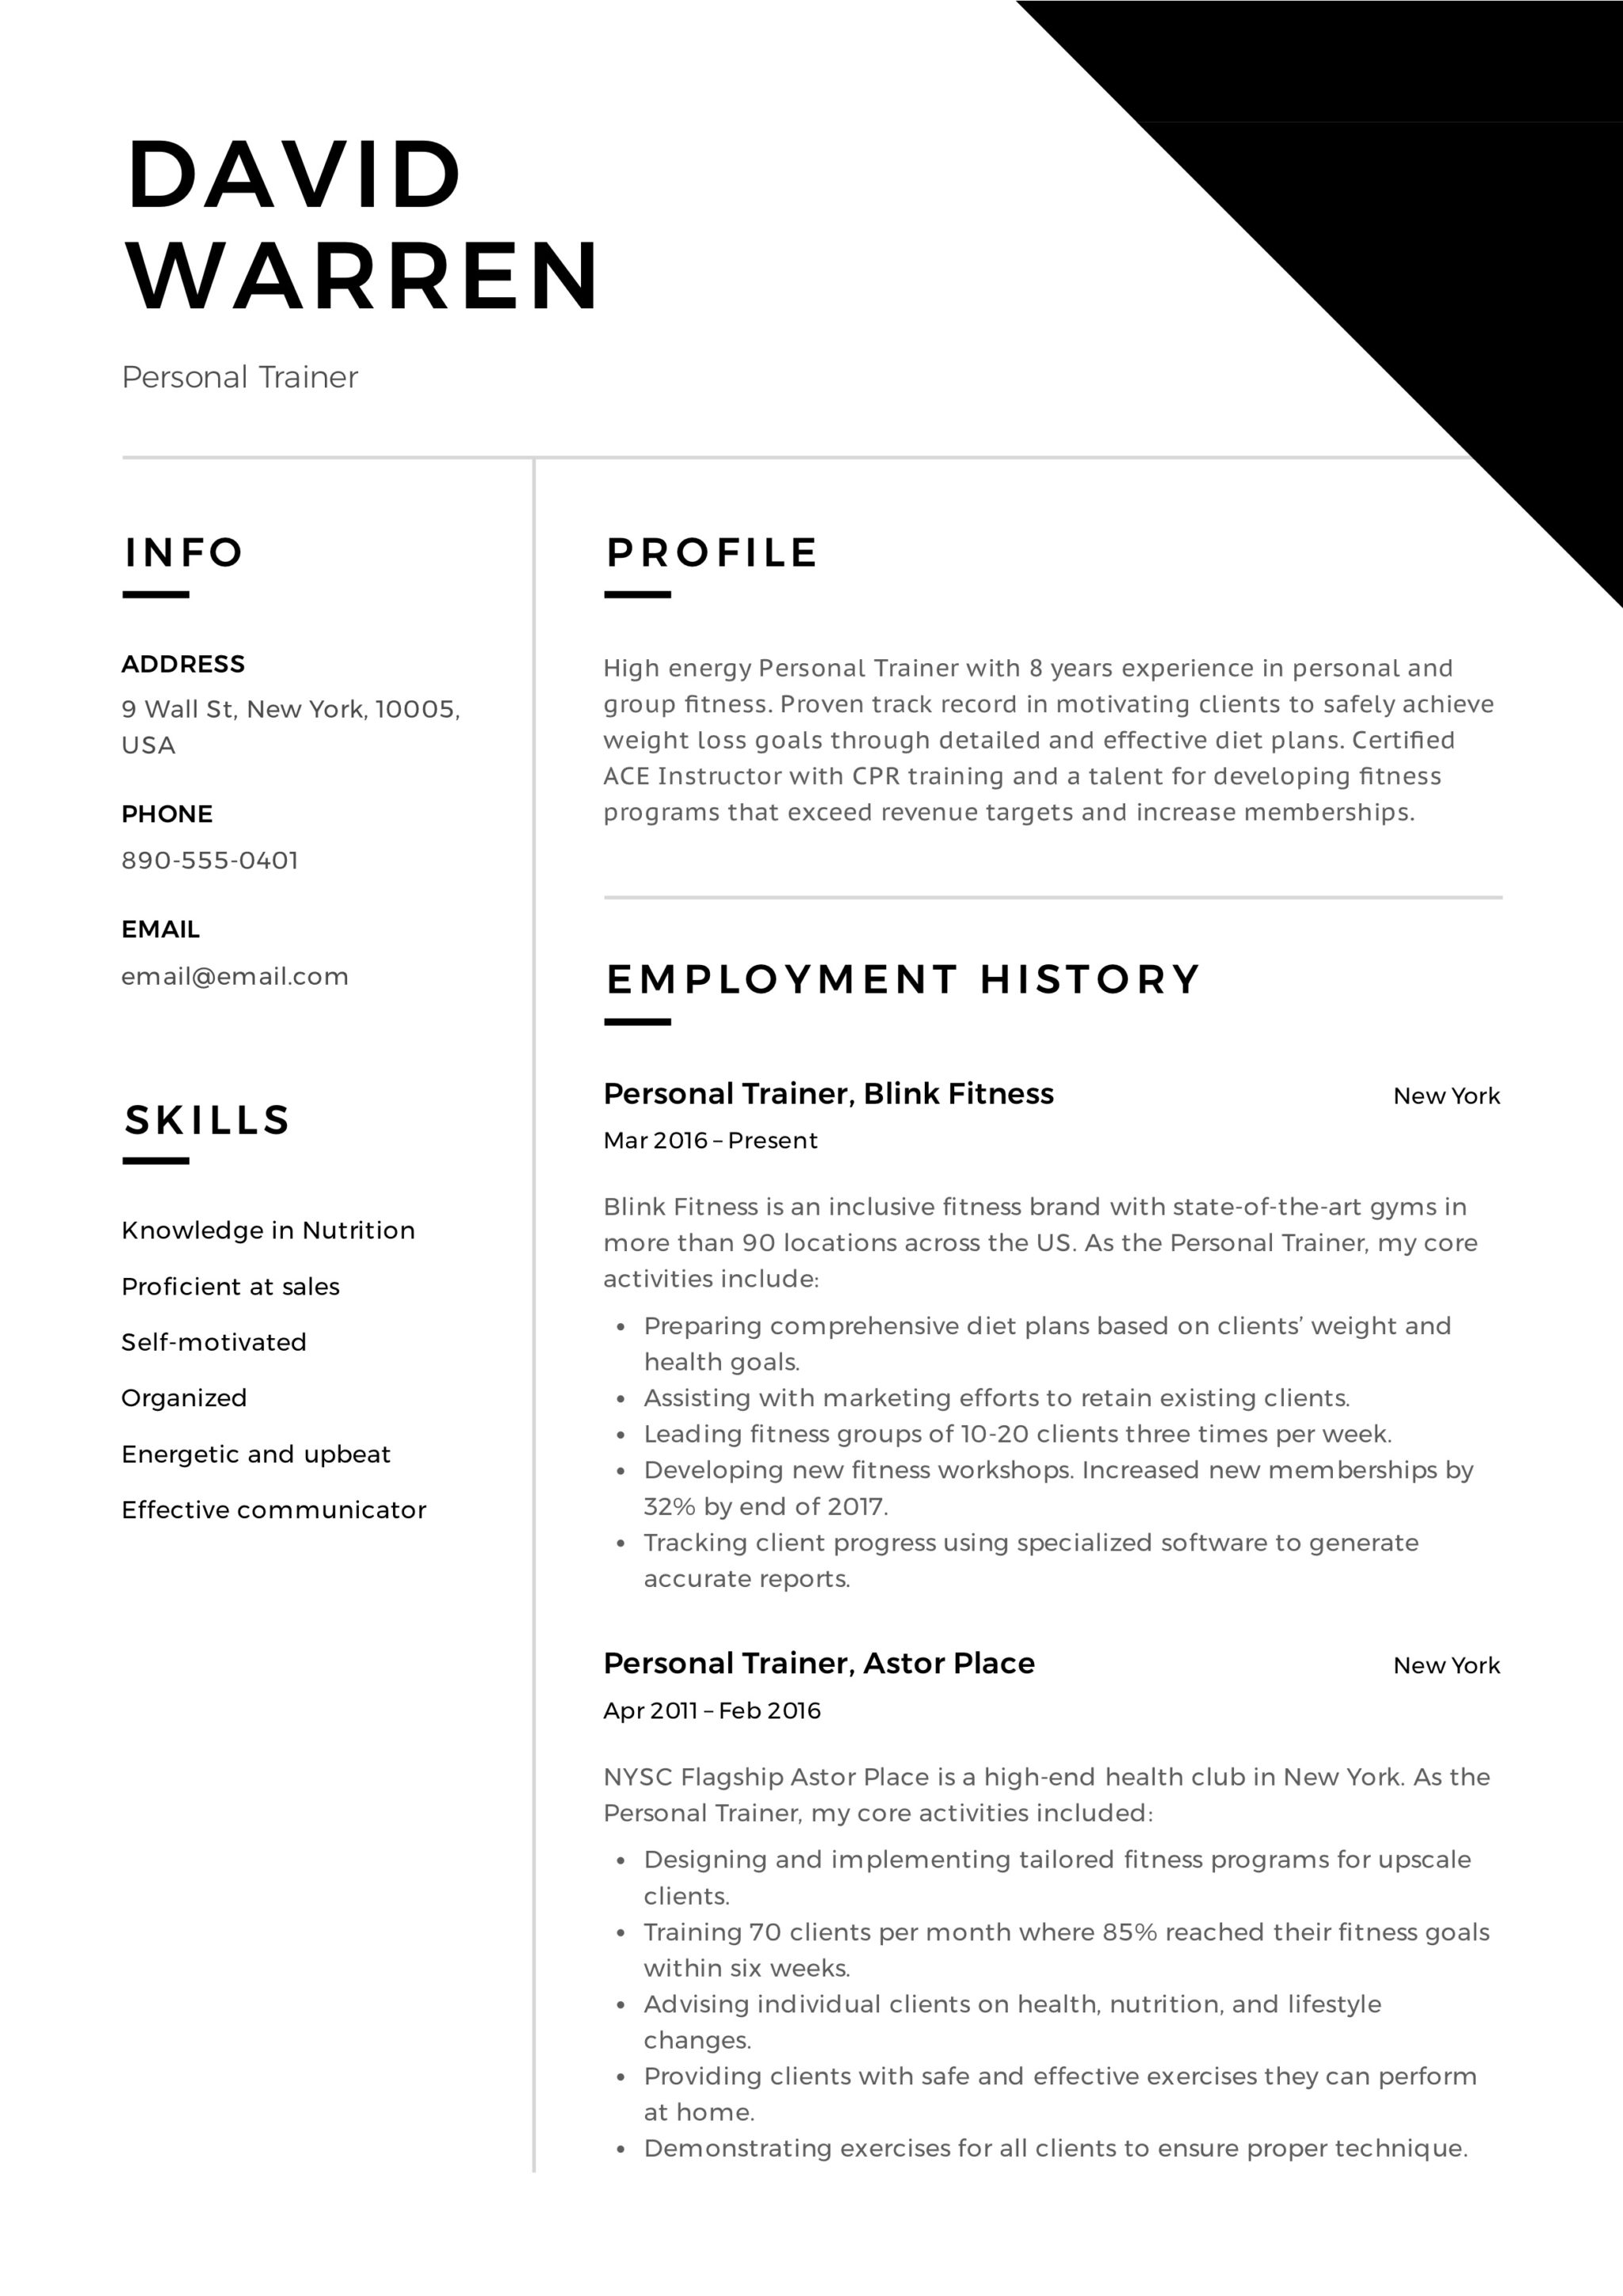 DAVID
WARREN
Personal Trainer
INFO
ADDRESS
9 Wall St, New York, 10005,
USA
PHONE
890-555-0401
EMAIL
email@email.com
SKILLS
Knowledge in Nutrition
Proficient at sales
Self-motivated
Organized
Energetic and upbeat
Effective communicator
PROFILE
High energy Personal Trainer with 8 years experience in personal and
group fitness. Proven track record in motivating clients to safely achieve
weight loss goals through detailed and effective diet plans. Certified
ACE Instructor with CPR training and a talent for developing fitness
programs that exceed revenue targets and increase memberships.
EMPLOYMENT HISTORY
Personal Trainer, Blink Fitness New York
Mar 2016 – Present
Blink Fitness is an inclusive fitness brand with state-of-the-art gyms in
more than 90 locations across the US. As the Personal Trainer, my core
activities include:
• Preparing comprehensive diet plans based on clients’ weight and
health goals.
• Assisting with marketing efforts to retain existing clients.
• Leading fitness groups of 10-20 clients three times per week.
• Developing new fitness workshops. Increased new memberships by
32% by end of 2017.
• Tracking client progress using specialized software to generate
accurate reports.
Personal Trainer, Astor Place New York
Apr 2011 – Feb 2016
NYSC Flagship Astor Place is a high-end health club in New York. As the
Personal Trainer, my core activities included:
• Designing and implementing tailored fitness programs for upscale
clients.
• Training 70 clients per month where 85% reached their fitness goals
within six weeks.
• Advising individual clients on health, nutrition, and lifestyle
changes.
• Providing clients with safe and effective exercises they can perform
at home.
• Demonstrating exercises for all clients to ensure proper technique.